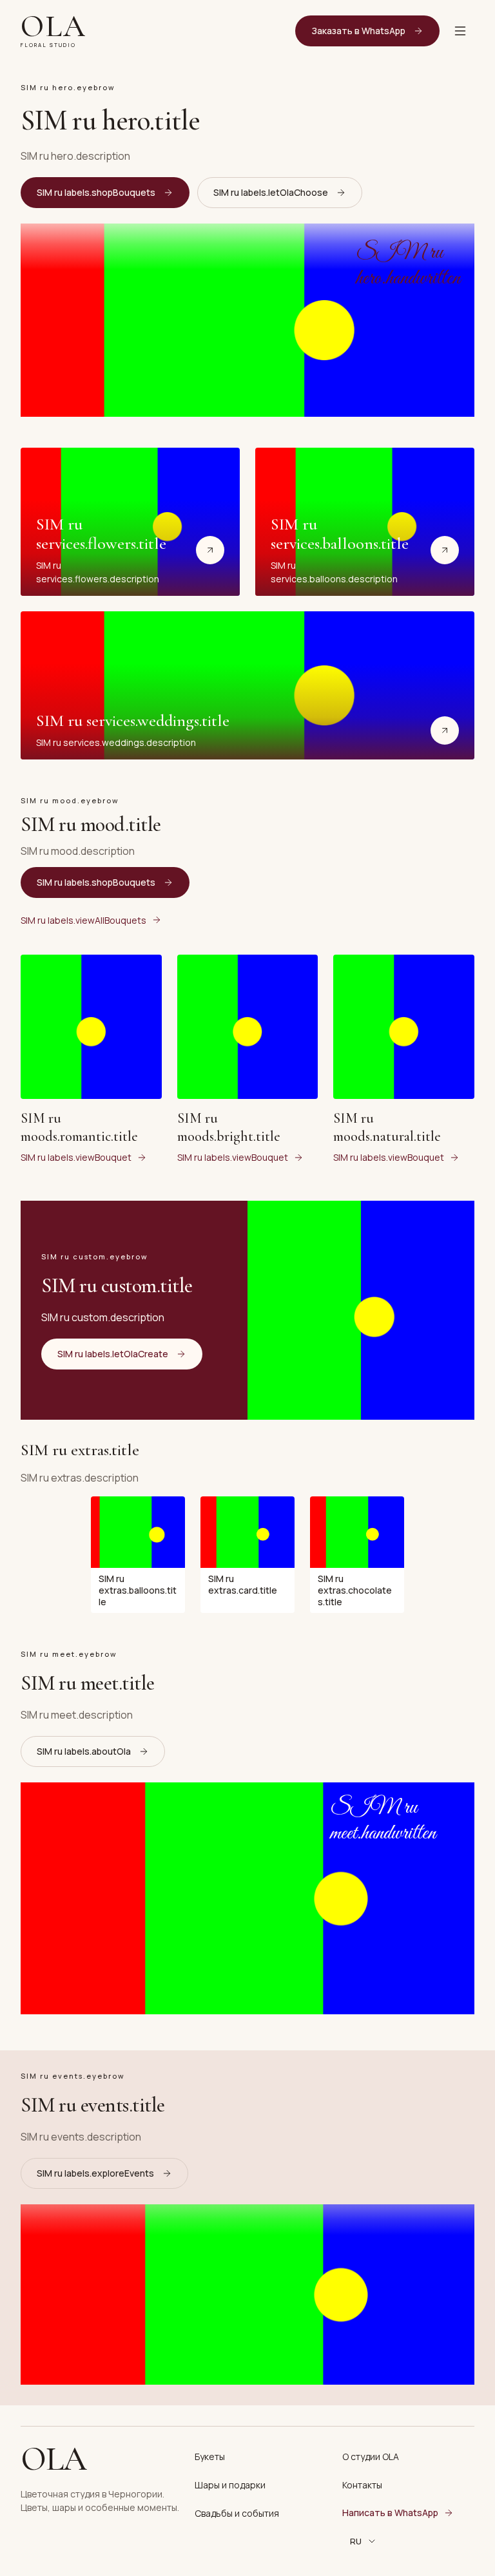 OLA
FLORAL STUDIO
Заказать в WhatsApp
SIM ru hero.eyebrow
SIM ru hero.title
SIM ru hero.description
SIM ru labels.shopBouquets
SIM ru labels.letOlaChoose
SIM ru
hero.handwritten
SIM ru
services.flowers.title
SIM ru
services.flowers.description
SIM ru
services.balloons.title
SIM ru
services.balloons.description
SIM ru services.weddings.title
SIM ru services.weddings.description
SIM ru mood.eyebrow
SIM ru mood.title
SIM ru mood.description
SIM ru labels.shopBouquets
SIM ru labels.viewAllBouquets
SIM ru
moods.romantic.title
SIM ru labels.viewBouquet
SIM ru
moods.bright.title
SIM ru labels.viewBouquet
SIM ru
moods.natural.title
SIM ru labels.viewBouquet
SIM ru custom.eyebrow
SIM ru custom.title
SIM ru custom.description
SIM ru labels.letOlaCreate
SIM ru extras.title
SIM ru extras.description
SIM ru
extras.balloons.tit
le
SIM ru
extras.card.title
SIM ru
extras.chocolate
s.title
SIM ru meet.eyebrow
SIM ru meet.title
SIM ru meet.description
SIM ru labels.aboutOla
SIM ru
meet.handwritten
SIM ru events.eyebrow
SIM ru events.title
SIM ru events.description
SIM ru labels.exploreEvents
OLA
Цветочная студия в Черногории.
Цветы, шары и особенные моменты.
Букеты
Шары и подарки
Свадьбы и события
О студии OLA
Контакты
Написать в WhatsApp
RU